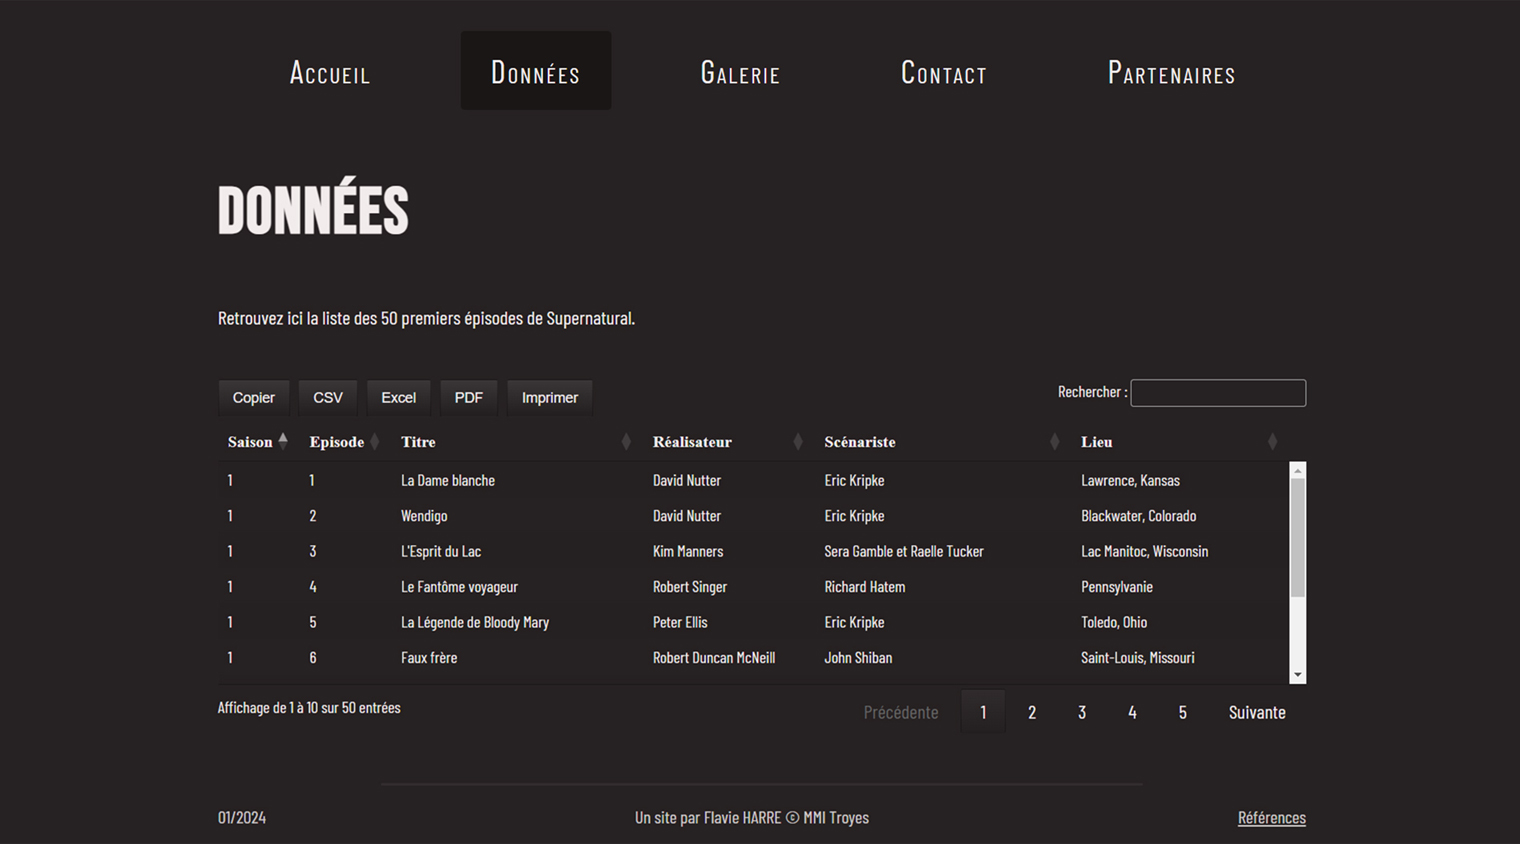 Accueil Données Galerie Contact Partenaires
DONNÉES
Retrouvez ici la liste des 50 premiers épisodes de Supernatural.
Copier CSV Excel PDF Imprimer Rechercher :
Saison Episode Titre Réalisateur Scénariste Lieu
1 1 La Dame blanche David Nutter Eric Kripke Lawrence, Kansas
1 2 Wendigo David Nutter Eric Kripke Blackwater, Colorado
1 3 L'Esprit du Lac Kim Manners Sera Gamble et Raelle Tucker Lac Manitoc, Wisconsin
1 4 Le Fantôme voyageur Robert Singer Richard Hatem Pennsylvanie
1 5 La Légende de Bloody Mary Peter Ellis Eric Kripke Toledo, Ohio
1 6 Faux frère Robert Duncan McNeill John Shiban Saint-Louis, Missouri
Affichage de 1 à 10 sur 50 entrées Précédente 1 2 3 4 5 Suivante
01/2024 Un site par Flavie HARRE © MMI Troyes Références